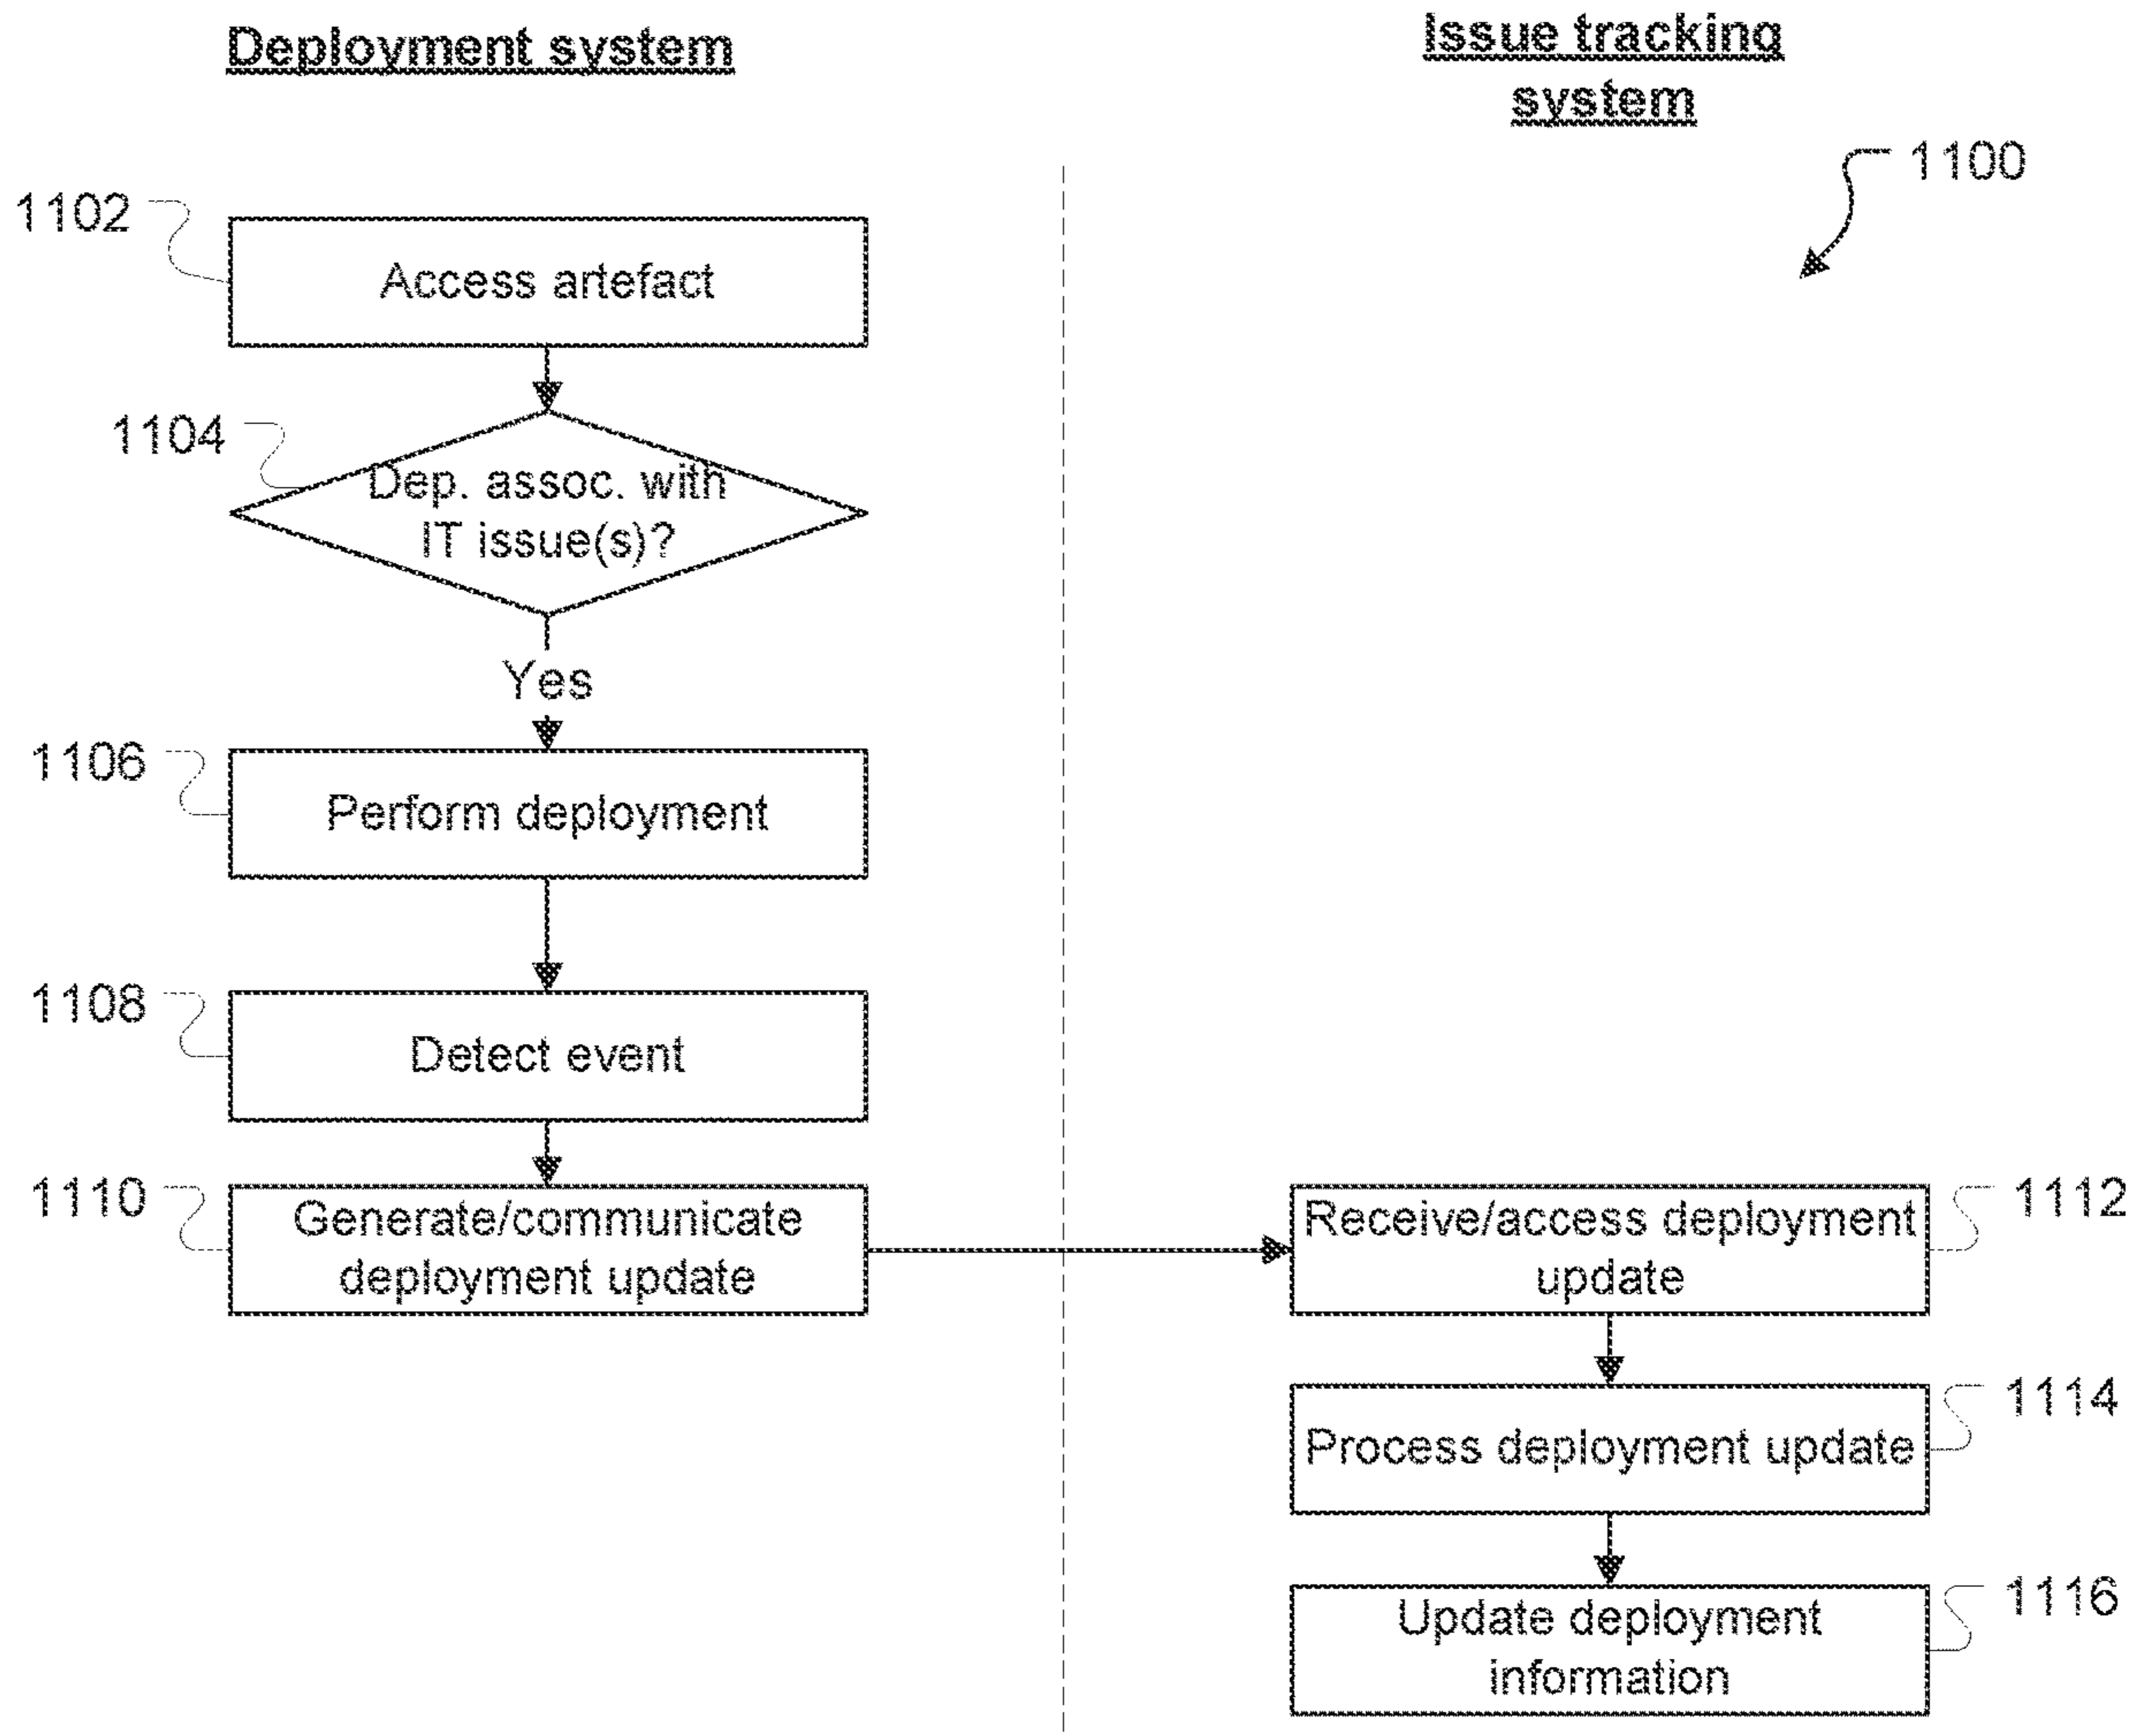 Deployment system
Issue tracking
system
1100
1102
Access artefact
1104
Dep. assoc. with
IT issue(s)?
Yes
1106
Perform deployment
1108
Detect event
1110
Generate/communicate
deployment update
1112
Receive/access deployment
update
1114
Process deployment update
1116
Update deployment
information